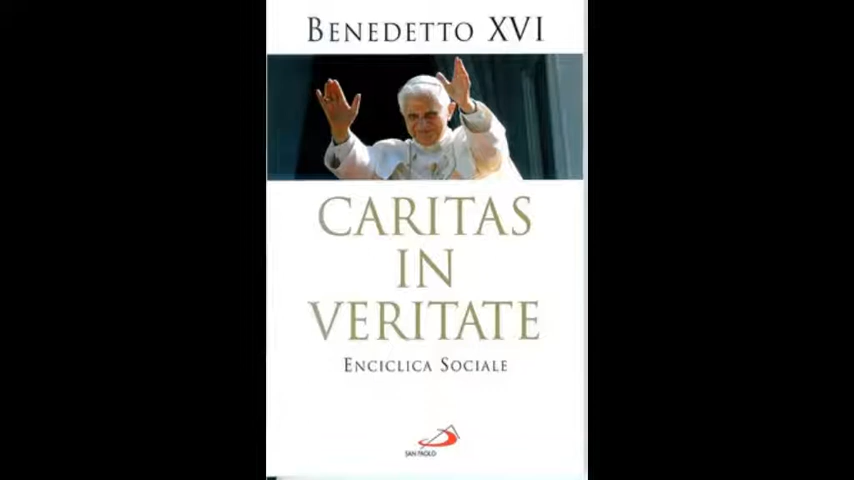 BENEDETTO XVI
CARITAS
IN
VERITATE
ENCICLICA SOCIALE
SAN PAOLO